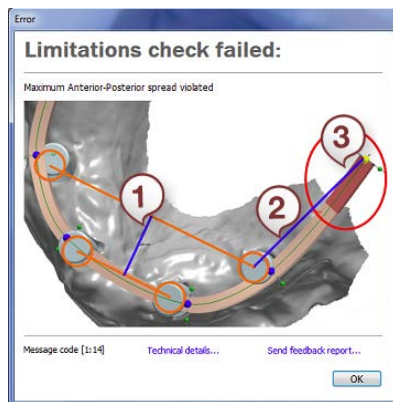 Error
Limitations check failed:
Maximum Anterior-Posterior spread violated
3
1
2
Message code [1:14] Technical details... Send feedback report...
OK